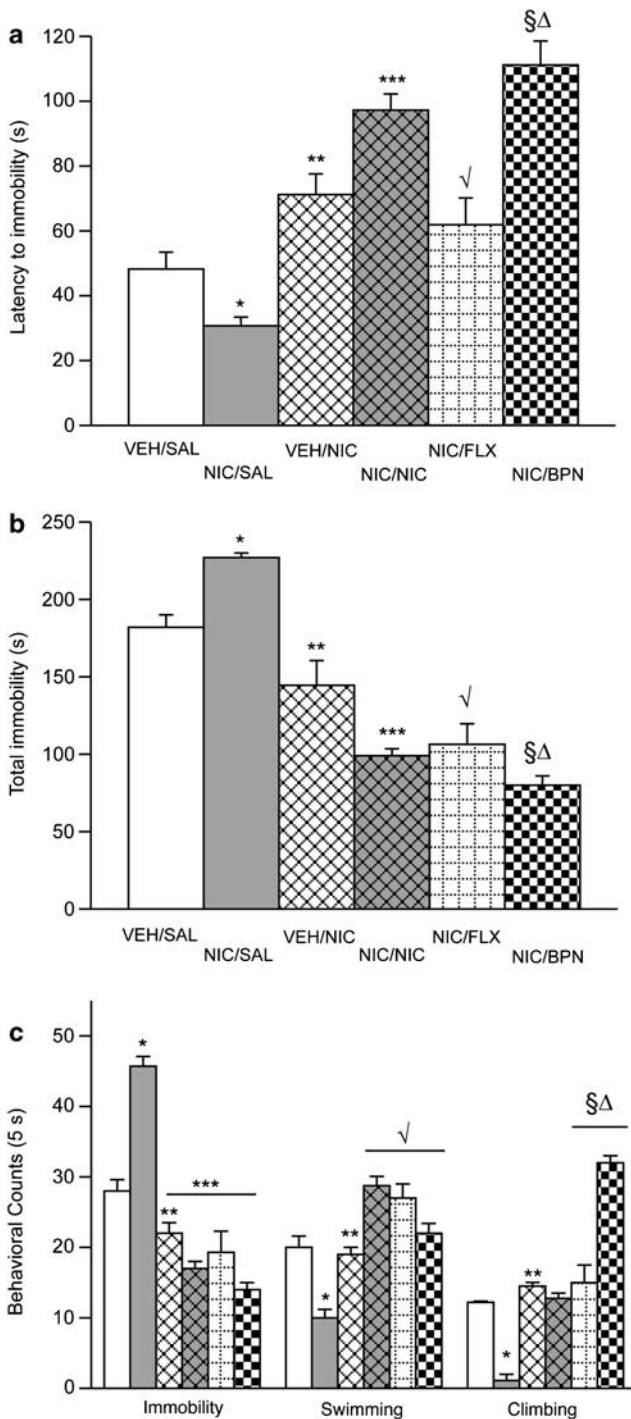 a
Latency to immobility (s)
120
100
80
60
40
20
0
*
**
***
√
§Δ
VEH/SAL
NIC/SAL
VEH/NIC
NIC/NIC
NIC/FLX
NIC/BPN
b
Total immobility (s)
250
200
150
100
50
0
*
**
***
√
§Δ
VEH/SAL
NIC/SAL
VEH/NIC
NIC/NIC
NIC/FLX
NIC/BPN
c
Behavioral Counts (5 s)
50
40
30
20
10
0
*
**
***
*
**
√
*
**
§Δ
Immobility
Swimming
Climbing